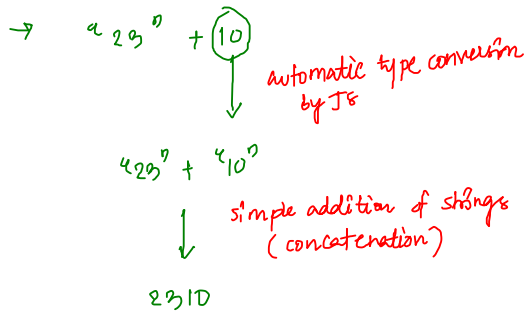 → "23" + 10
automatic type conversion
by JS
"23" + "10"
simple addition of strings
(concatenation)
2310